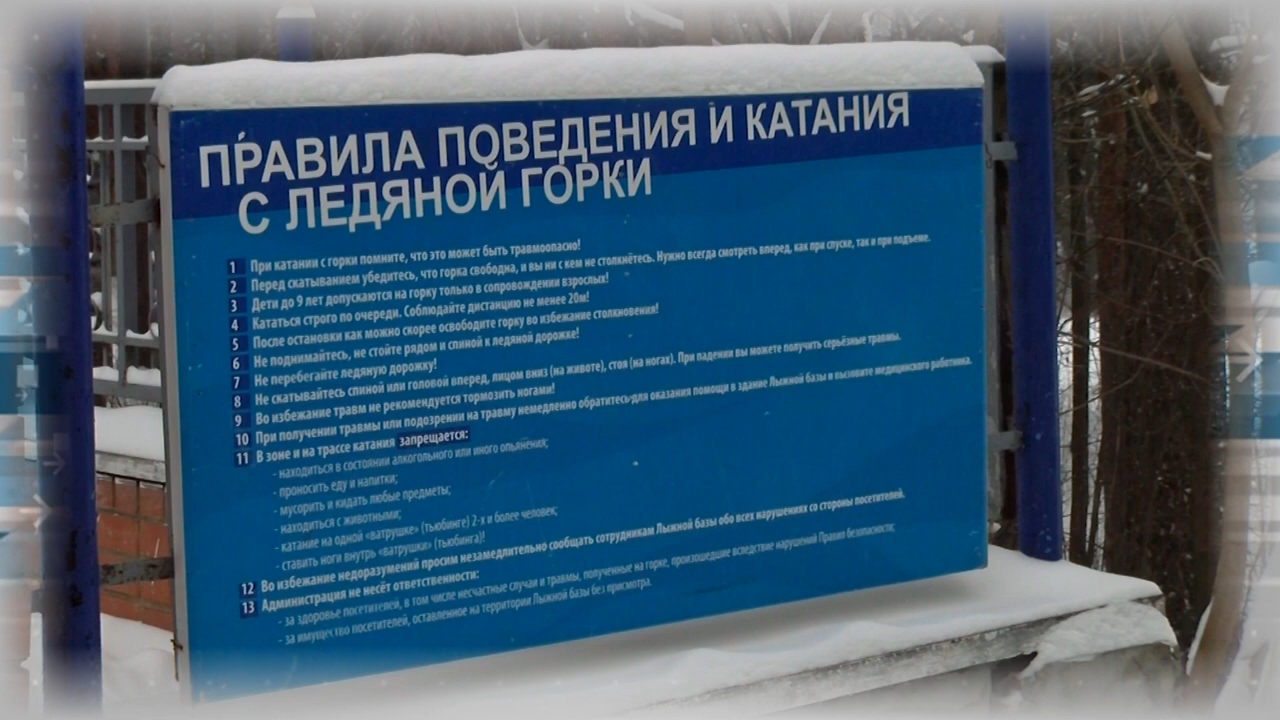 ПРАВИЛА ПОВЕДЕНИЯ И КАТАНИЯ
С ЛЕДЯНОЙ ГОРКИ
1 При катании с горки помните, что это может быть травмоопасно!
2 Перед скатыванием убедитесь, что горка свободна, и вы ни с кем не столкнётесь. Нужно всегда смотреть вперед, как при спуске, так и при подъеме.
3 Дети до 9 лет допускаются на горку только в сопровождении взрослых!
4 Кататься строго по очереди. Соблюдайте дистанцию не менее 20м!
5 После остановки как можно скорее освободите горку во избежание столкновения!
6 Не поднимайтесь, не стойте рядом и спиной к ледяной дорожке!
7 Не перебегайте ледяную дорожку!
8 Не скатывайтесь спиной или головой вперед, лицом вниз (на животе), стоя (на ногах). При падении вы можете получить серьёзные травмы.
9 Во избежание травм не рекомендуется тормозить ногами!
10 При получении травмы или подозрении на травму немедленно обратитесь для оказания помощи в здание Лыжной базы и вызовите медицинского работника.
11 В зоне и на трассе катания запрещается:
- находиться в состоянии алкогольного или иного опьянения;
- проносить еду и напитки;
- мусорить и кидать любые предметы;
- находиться с животными;
- катание на одной «ватрушке» (тьюбинге) 2-х и более человек;
- ставить ноги внутрь «ватрушки» (тьюбинга)!
12 Во избежание недоразумений просим незамедлительно сообщать сотрудникам Лыжной базы обо всех нарушениях со стороны посетителей.
13 Администрация не несёт ответственности:
- за здоровье посетителей, в том числе несчастные случаи и травмы, полученные на горке, произошедшие вследствие нарушений Правил безопасности;
- за имущество посетителей, оставленное на территории Лыжной базы без присмотра.